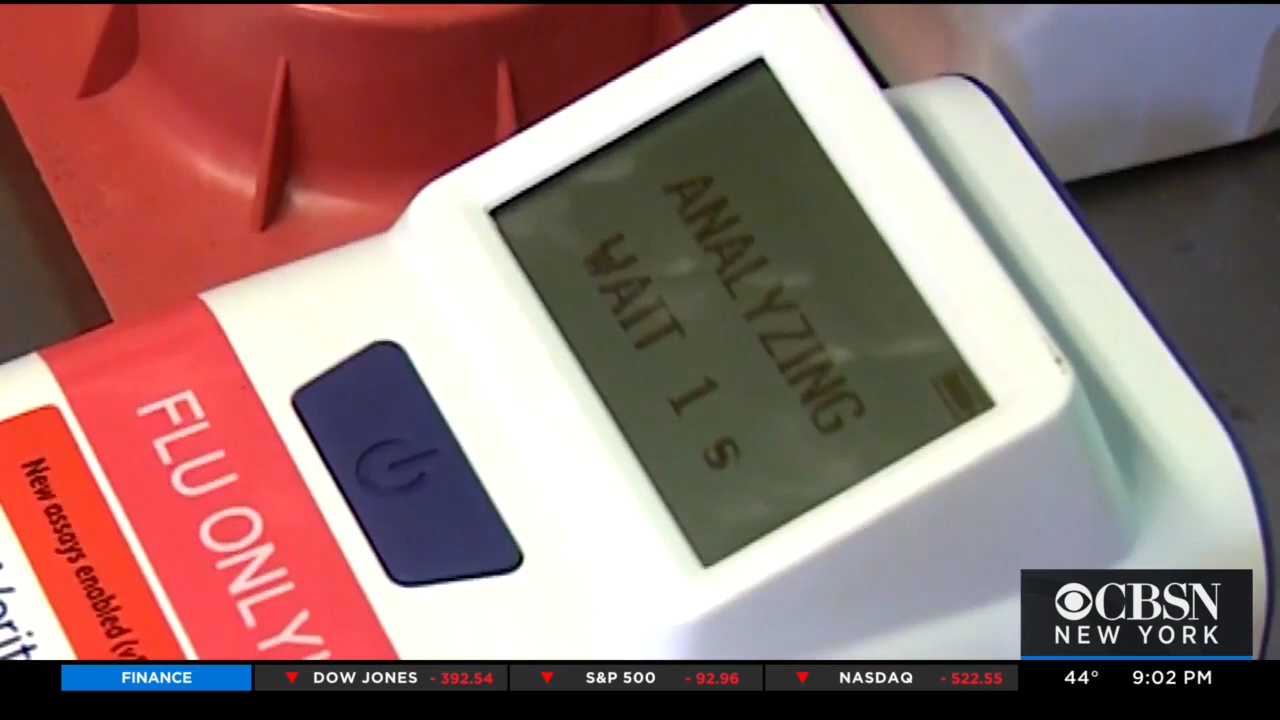 ANALYZING
WAIT 1 s
FLU ONLY
New assays enabled (v
Verit
CBSN
NEW YORK
FINANCE
DOW JONES - 392.54
S&P 500 - 92.96
NASDAQ - 522.55
44° 9:02 PM